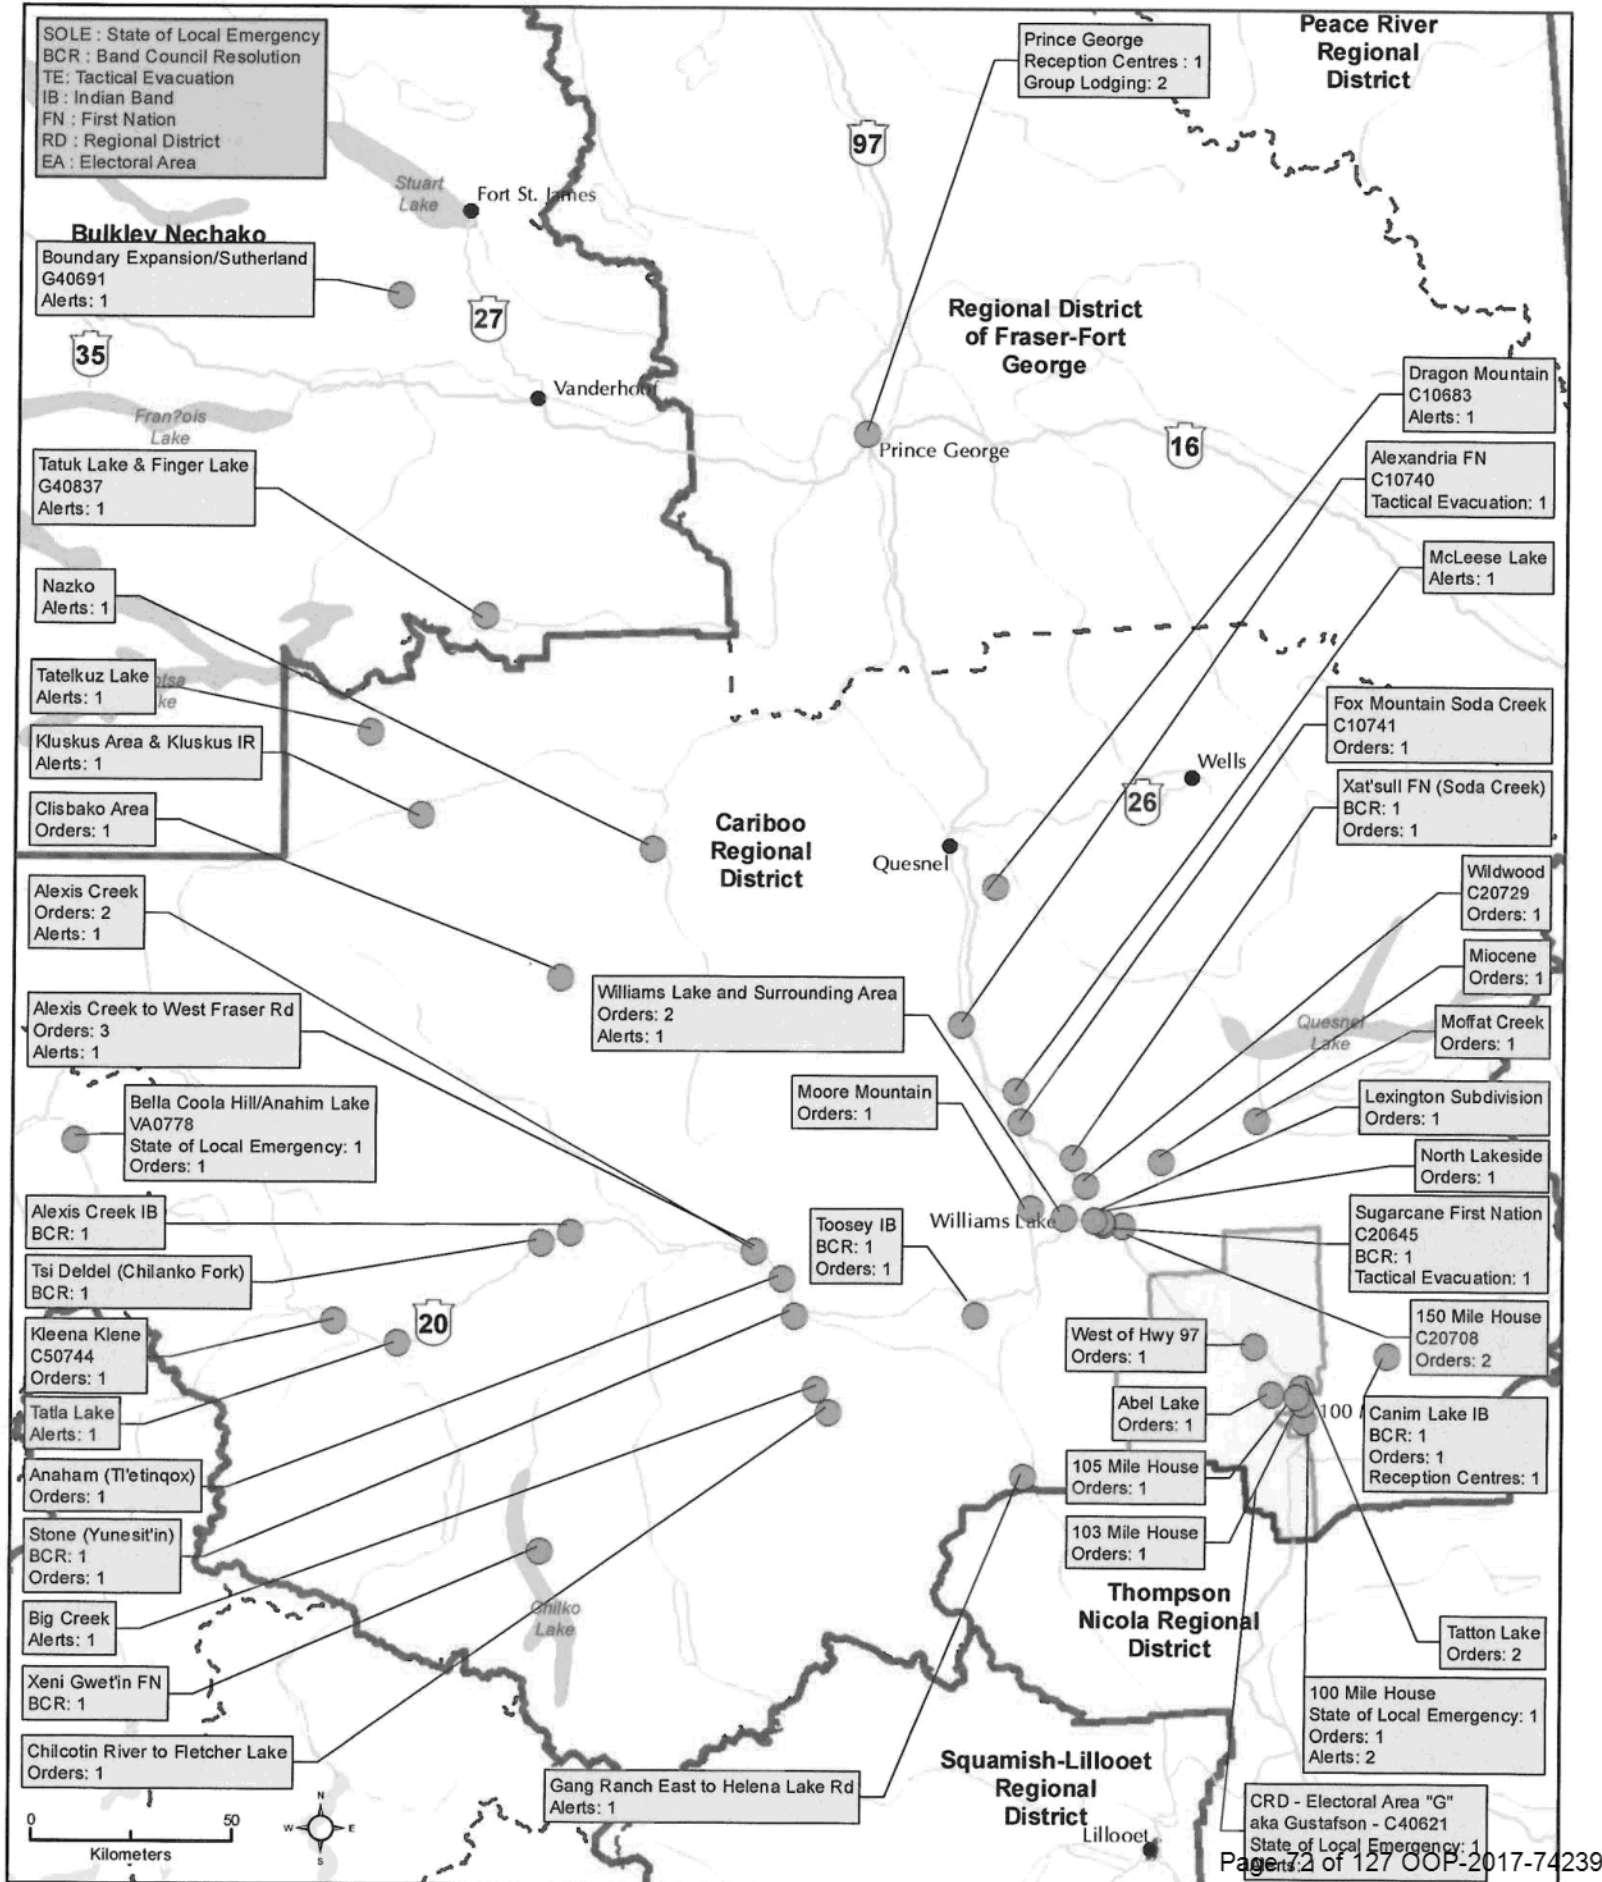 SOLE : State of Local Emergency
BCR : Band Council Resolution
TE: Tactical Evacuation
IB : Indian Band
FN : First Nation
RD : Regional District
EA : Electoral Area
Prince George
Reception Centres : 1
Group Lodging: 2
Peace River
Regional
District
97
Stuart
Lake
Fort St. James
Bulkley Nechako
Boundary Expansion/Sutherland
G40691
Alerts: 1
27
35
Regional District
of Fraser-Fort
George
Vanderhoof
Fran?ois
Lake
Prince George
16
Dragon Mountain
C10683
Alerts: 1
Tatuk Lake & Finger Lake
G40837
Alerts: 1
Alexandria FN
C10740
Tactical Evacuation: 1
Nazko
Alerts: 1
McLeese Lake
Alerts: 1
Tatelkuz Lake
Alerts: 1
Fox Mountain Soda Creek
C10741
Orders: 1
Kluskus Area & Kluskus IR
Alerts: 1
Wells
26
Xat'sull FN (Soda Creek)
BCR: 1
Orders: 1
Clisbako Area
Orders: 1
Cariboo
Regional
District
Quesnel
Wildwood
C20729
Orders: 1
Alexis Creek
Orders: 2
Alerts: 1
Miocene
Orders: 1
Williams Lake and Surrounding Area
Orders: 2
Alerts: 1
Alexis Creek to West Fraser Rd
Orders: 3
Alerts: 1
Quesnel
Lake
Moffat Creek
Orders: 1
Moore Mountain
Orders: 1
Bella Coola Hill/Anahim Lake
VA0778
State of Local Emergency: 1
Orders: 1
Lexington Subdivision
Orders: 1
North Lakeside
Orders: 1
Alexis Creek IB
BCR: 1
Williams Lake
Toosey IB
BCR: 1
Orders: 1
Sugarcane First Nation
C20645
BCR: 1
Tactical Evacuation: 1
Tsi Deldel (Chilanko Fork)
BCR: 1
20
150 Mile House
C20708
Orders: 2
Kleena Klene
C50744
Orders: 1
West of Hwy 97
Orders: 1
Tatla Lake
Alerts: 1
Abel Lake
Orders: 1
100
Canim Lake IB
BCR: 1
Orders: 1
Reception Centres: 1
Anaham (Tl'etinqox)
Orders: 1
105 Mile House
Orders: 1
Stone (Yunesit'in)
BCR: 1
Orders: 1
103 Mile House
Orders: 1
Big Creek
Alerts: 1
Chilko
Lake
Thompson
Nicola Regional
District
Tatton Lake
Orders: 2
Xeni Gwet'in FN
BCR: 1
100 Mile House
State of Local Emergency: 1
Orders: 1
Alerts: 2
Chilcotin River to Fletcher Lake
Orders: 1
Gang Ranch East to Helena Lake Rd
Alerts: 1
Squamish-Lillooet
Regional
District
Lillooet
CRD - Electoral Area "G"
aka Gustafson - C40621
State of Local Emergency: 1
N
W E
S
0 50
Kilometers
Page 72 of 127 OOP-2017-74239